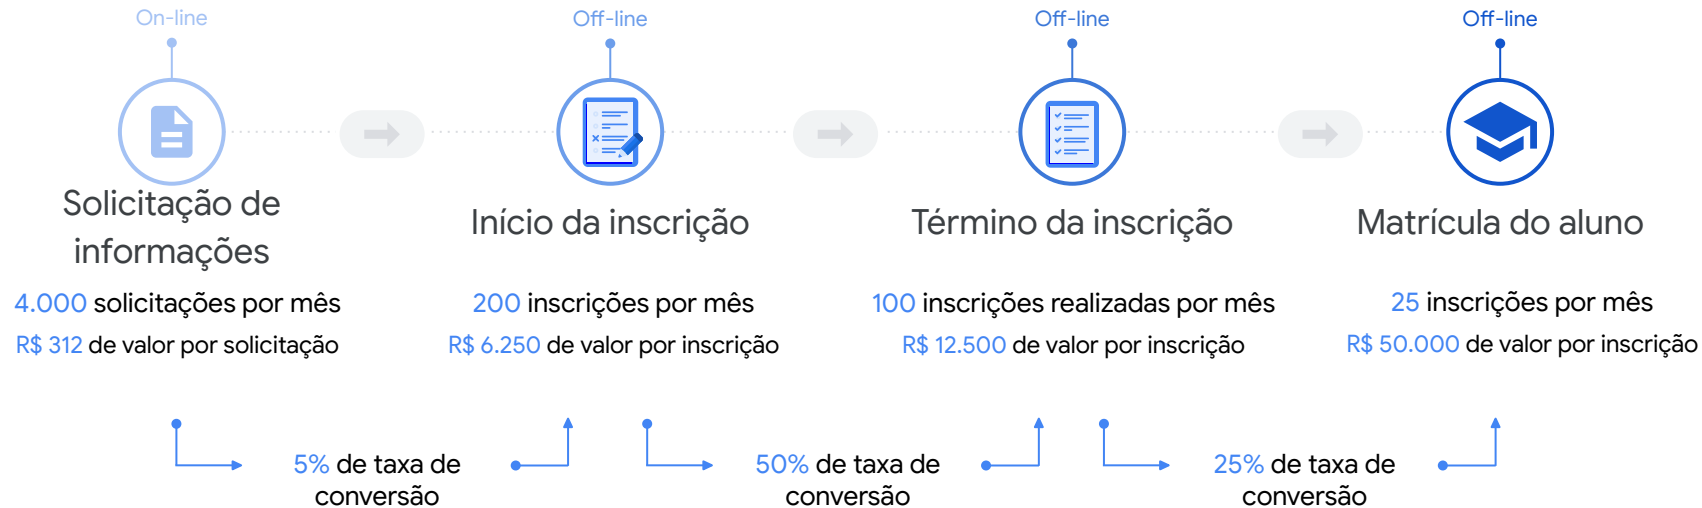 On-line
Off-line
Off-line
Off-line
Solicitação de
informações
Início da inscrição
Término da inscrição
Matrícula do aluno
4.000 solicitações por mês
R$ 312 de valor por solicitação
200 inscrições por mês
R$ 6.250 de valor por inscrição
100 inscrições realizadas por mês
R$ 12.500 de valor por inscrição
25 inscrições por mês
R$ 50.000 de valor por inscrição
5% de taxa de
conversão
50% de taxa de
conversão
25% de taxa de
conversão